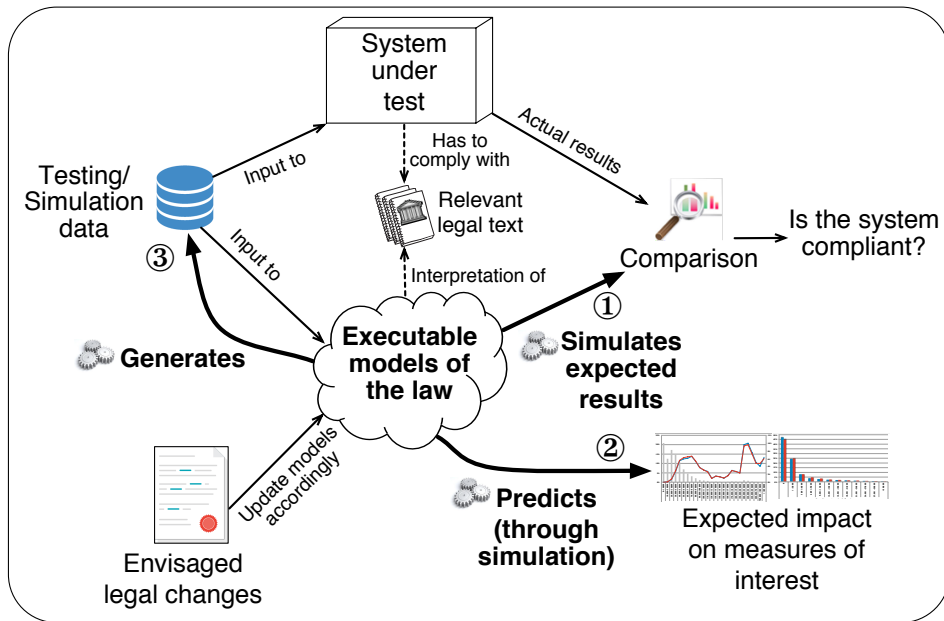 System
under
test
Actual results
Has to
comply with
Input to
Testing/
Simulation
data
Relevant
legal text
Is the system
compliant?
Comparison
③
Input to
Interpretation of
①
Executable
models of
the law
Generates
Simulates
expected
results
②
Update models
accordingly
Predicts
(through
simulation)
Expected impact
on measures of
interest
Envisaged
legal changes